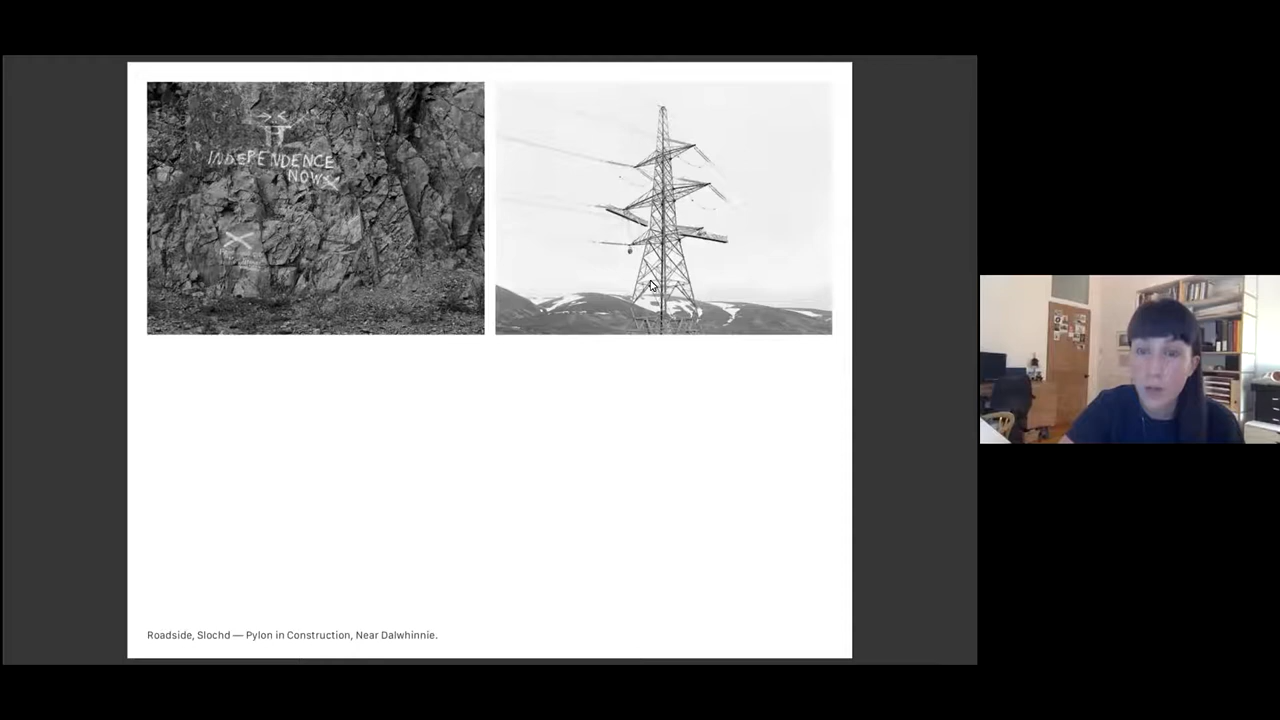 INDEPENDENCE
NOW
Roadside, Slochd — Pylon in Construction, Near Dalwhinnie.